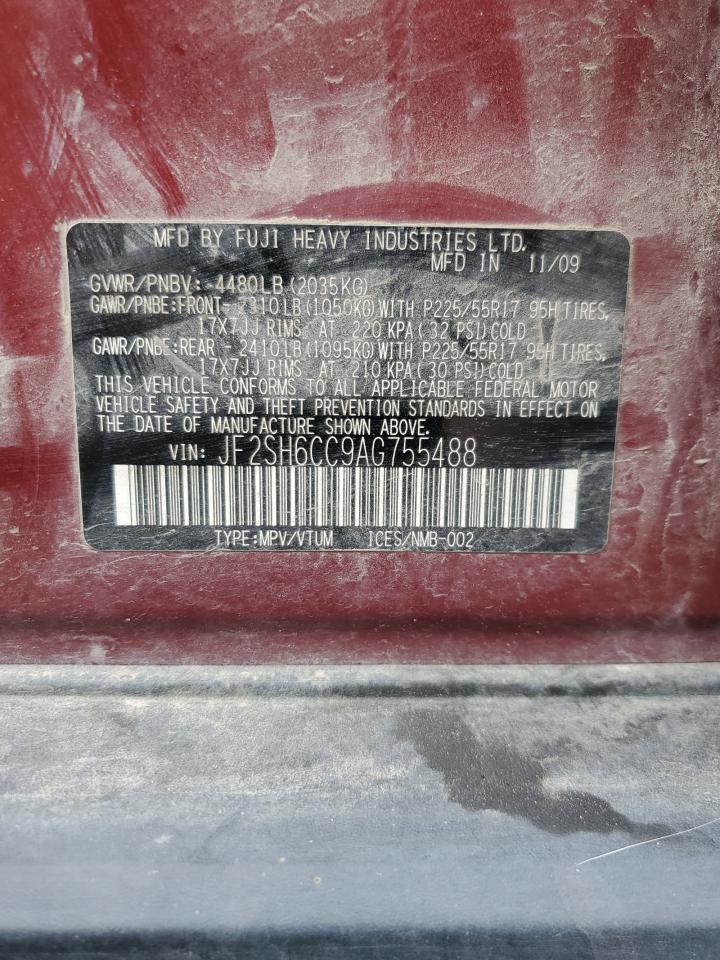 MFD BY FUJI HEAVY INDUSTRIES LTD.
MFD IN 11/09
GVWR/PNBV: 4480LB(2035KG)
GAWR/PNBE:FRONT- 2310LB(1050KG)WITH P225/55R17 95H TIRES,
17X7JJ RIMS AT 220 KPA(32 PSI)COLD
GAWR/PNBE:REAR - 2410LB(1095KG)WITH P225/55R17 95H TIRES,
17X7JJ RIMS AT 210 KPA(30 PSI)COLD
THIS VEHICLE CONFORMS TO ALL APPLICABLE FEDERAL MOTOR
VEHICLE SAFETY AND THEFT PREVENTION STANDARDS IN EFFECT ON
THE DATE OF MANUFACTURE SHOWN ABOVE.
VIN: JF2SH6CC9AG755488
TYPE:MPV/VTUM ICES/NMB-002